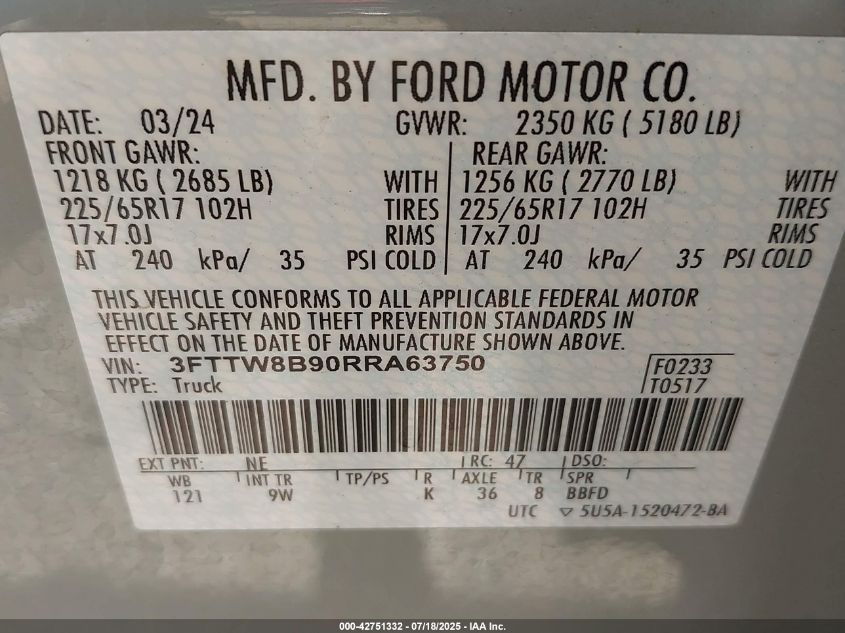 MFD. BY FORD MOTOR CO.
DATE: 03/24 GVWR: 2350 KG ( 5180 LB)
FRONT GAWR: REAR GAWR:
1218 KG ( 2685 LB) WITH 1256 KG ( 2770 LB) WITH
225/65R17 102H TIRES 225/65R17 102H TIRES
17x7.0J RIMS 17x7.0J RIMS
AT 240 kPa/ 35 PSI COLD AT 240 kPa/ 35 PSI COLD
THIS VEHICLE CONFORMS TO ALL APPLICABLE FEDERAL MOTOR
VEHICLE SAFETY AND THEFT PREVENTION STANDARDS IN
EFFECT ON THE DATE OF MANUFACTURE SHOWN ABOVE.
VIN: 3FTTW8B90RRA63750 F0233
TYPE: Truck T0517
EXT PNT: NE RC: 47 DSO:
WB INT TR TP/PS R AXLE TR SPR
121 9W K 36 8 BBFD
UTC ▽ 5U5A-1520472-BA
000-42751332 - 07/18/2025 - IAA Inc.